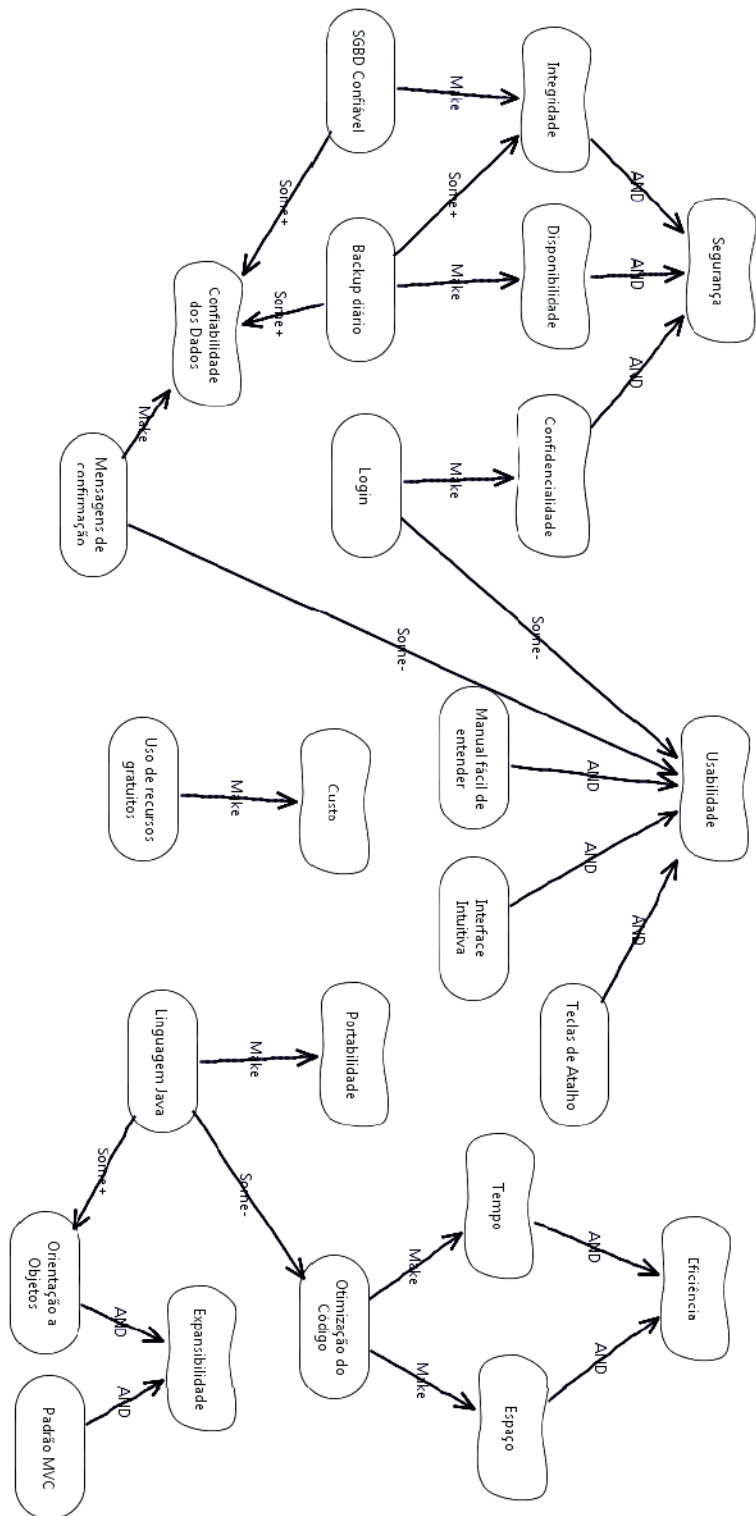 Segurança
AND
AND
AND
Integridade
Disponibilidade
Confidencialidade
Make
Some+
Make
Make
SGBD Confiável
Backup diário
Login
Some+
Some+
Some-
Confiabilidade
dos Dados
Make
Mensagens de
confirmação
Some-
Usabilidade
AND
AND
AND
Manual fácil de
entender
Interface
Intuitiva
Teclas de Atalho
Custo
Make
Uso de recursos
gratuitos
Eficiência
AND
AND
Tempo
Espaço
Make
Make
Otimização do
Código
Portabilidade
Make
Some-
Linguagem Java
Some+
Expansibilidade
AND
AND
Orientação a
Objetos
Padrão MVC